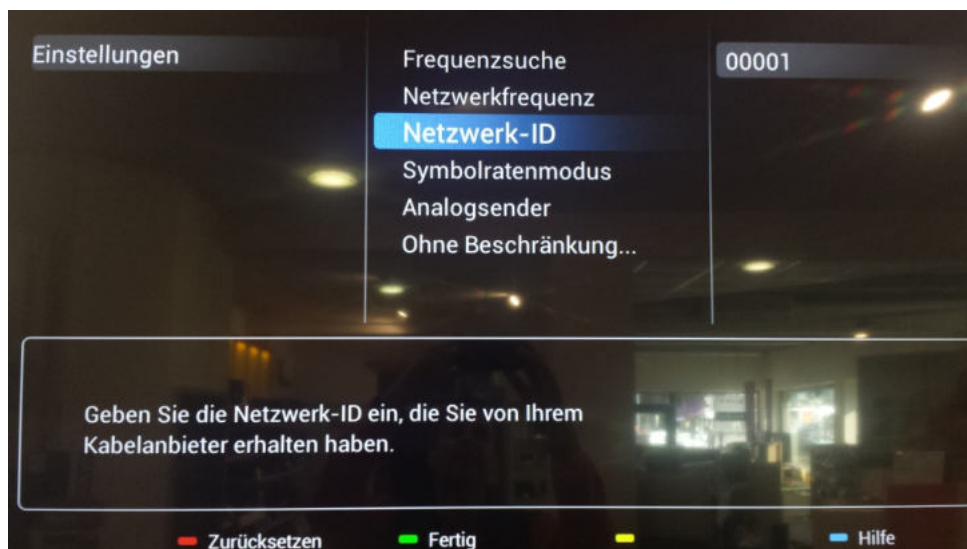 Einstellungen
Frequenzsuche
Netzwerkfrequenz
Netzwerk-ID
Symbolratenmodus
Analogsender
Ohne Beschränkung...
00001
Geben Sie die Netzwerk-ID ein, die Sie von Ihrem
Kabelanbieter erhalten haben.
Zurücksetzen
Fertig
Hilfe